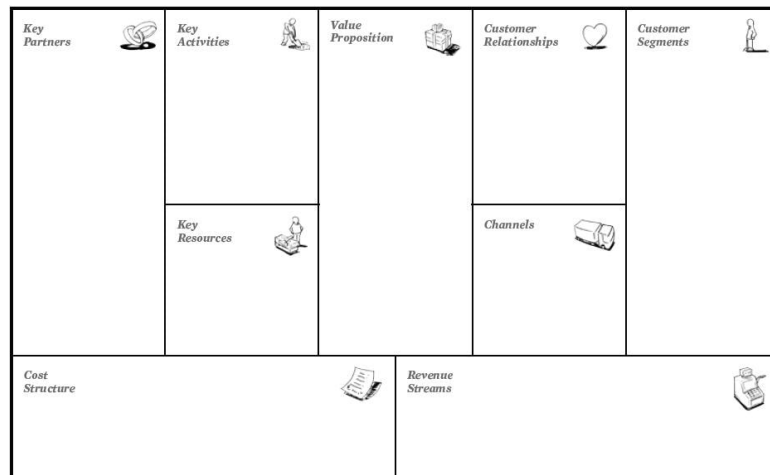 Key
Partners
Key
Activities
Value
Proposition
Customer
Relationships
Customer
Segments
Key
Resources
Channels
Cost
Structure
Revenue
Streams